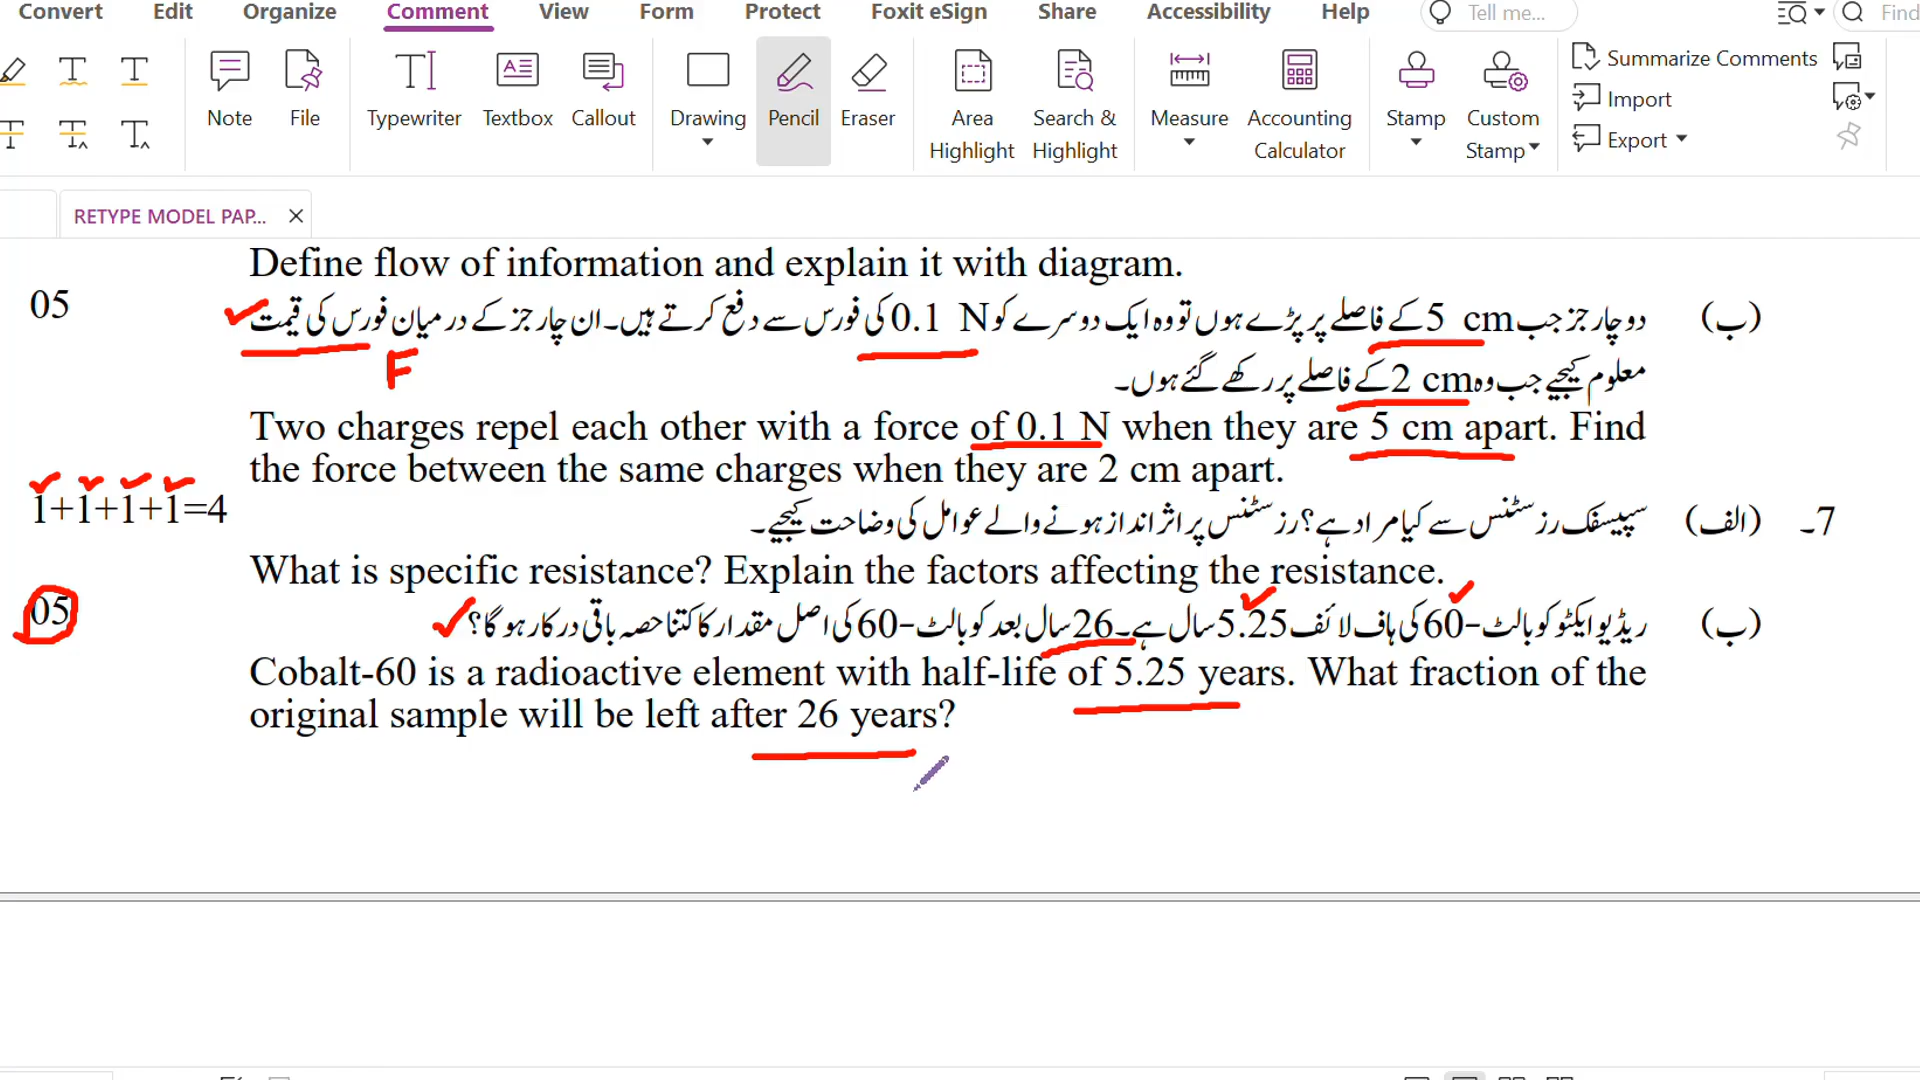 Convert Edit Organize Comment View Form Protect Foxit eSign Share Accessibility Help Tell me... Find
Note File Typewriter Textbox Callout Drawing Pencil Eraser Area Highlight Search & Highlight Measure Accounting Calculator Stamp Custom Stamp Summarize Comments
Import
Export
RETYPE MODEL PAP...
Define flow of information and explain it with diagram.
05
(ب) دو چارجز جب 5 cm کے فاصلے پر پڑے ہوں تو وہ ایک دوسرے کو 0.1 N کی فورس سے دفع کرتے ہیں۔ ان چارجز کے درمیان فورس کی قیمت
F
معلوم کیجیے جب وہ 2 cm کے فاصلے پر رکھے گئے ہوں۔
Two charges repel each other with a force of 0.1 N when they are 5 cm apart. Find
the force between the same charges when they are 2 cm apart.
1+1+1+1=4
7۔ (الف) سپیسفک رزسٹنس سے کیا مراد ہے؟ رزسٹنس پر اثر انداز ہونے والے عوامل کی وضاحت کیجیے۔
What is specific resistance? Explain the factors affecting the resistance.
05
(ب) ریڈیو ایکٹو کوبالٹ-60 کی ہاف لائف 5.25 سال ہے۔ 26 سال بعد کوبالٹ-60 کی اصل مقدار کا کتنا حصہ باقی درکار ہو گا؟
Cobalt-60 is a radioactive element with half-life of 5.25 years. What fraction of the
original sample will be left after 26 years?